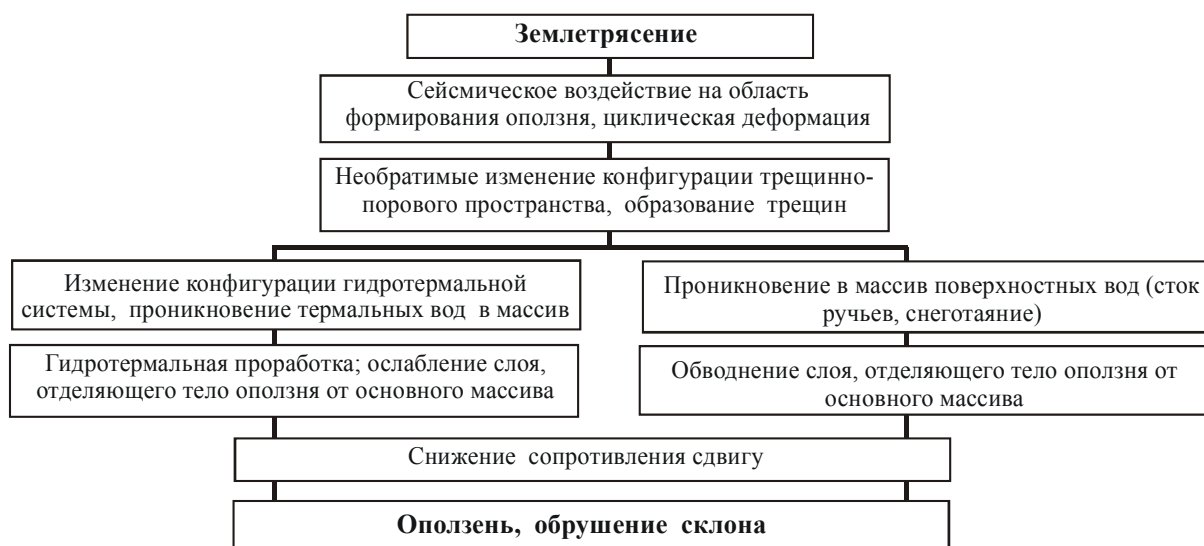 Землетрясение
Сейсмическое воздействие на область
формирования оползня, циклическая деформация
Необратимые изменение конфигурации трещинно-
порового пространства, образование трещин
Изменение конфигурации гидротермальной
системы, проникновение термальных вод в массив
Проникновение в массив поверхностных вод (сток
ручьев, снеготаяние)
Гидротермальная проработка; ослабление слоя,
отделяющего тело оползня от основного массива
Обводнение слоя, отделяющего тело оползня от
основного массива
Снижение сопротивления сдвигу
Оползень, обрушение склона